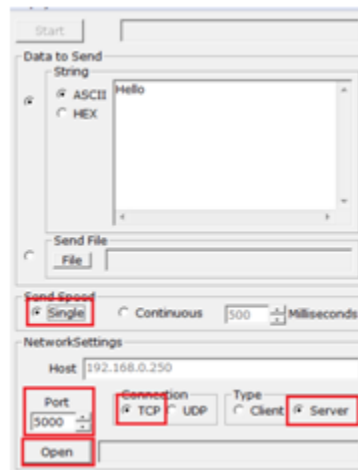 Start
Data to Send
String
ASCII
HEX
Hello
Send File
File
Send Speed
Single Continuous 500 Milliseconds
NetworkSettings
Host 192.168.0.250
Port
5000
Connection
TCP UDP
Type
Client Server
Open